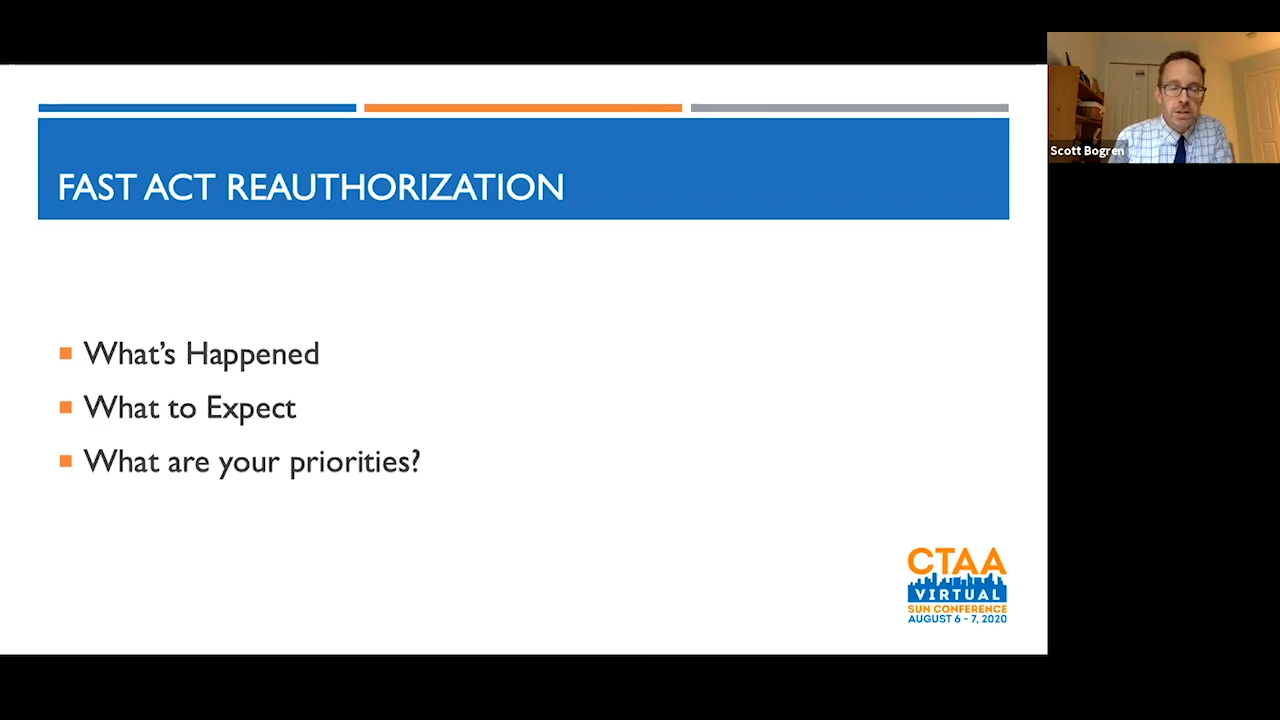 FAST ACT REAUTHORIZATION
What's Happened
What to Expect
What are your priorities?
CTAA
VIRTUAL
SUN CONFERENCE
AUGUST 6 - 7, 2020
Scott Bogren